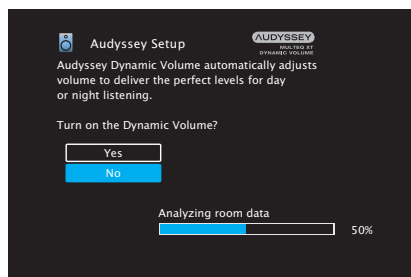 Audyssey Setup
AUDYSSEY
MULTEQ XT
DYNAMIC VOLUME
Audyssey Dynamic Volume automatically adjusts
volume to deliver the perfect levels for day
or night listening.
Turn on the Dynamic Volume?
Yes
No
Analyzing room data
50%